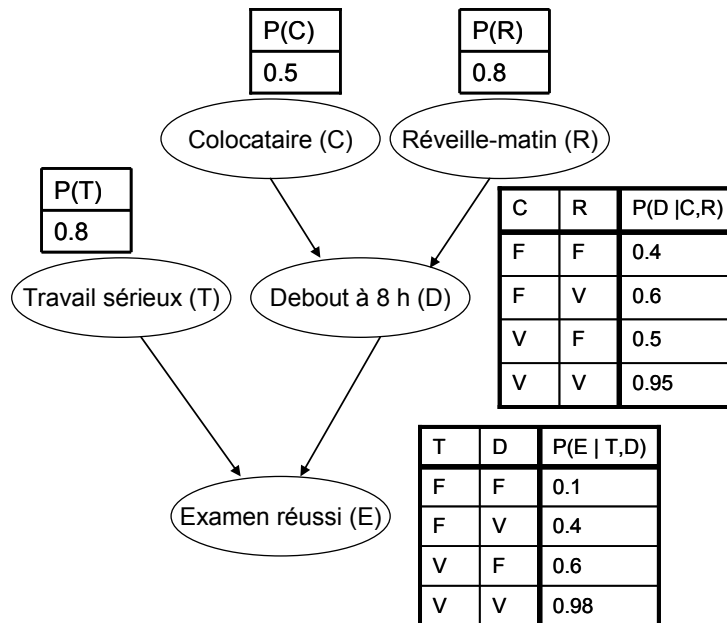 P(C)
0.5
P(R)
0.8
Colocataire (C)
Réveille-matin (R)
P(T)
0.8
Travail sérieux (T)
Debout à 8 h (D)
C R P(D |C,R)
F F 0.4
F V 0.6
V F 0.5
V V 0.95
Examen réussi (E)
T D P(E | T,D)
F F 0.1
F V 0.4
V F 0.6
V V 0.98